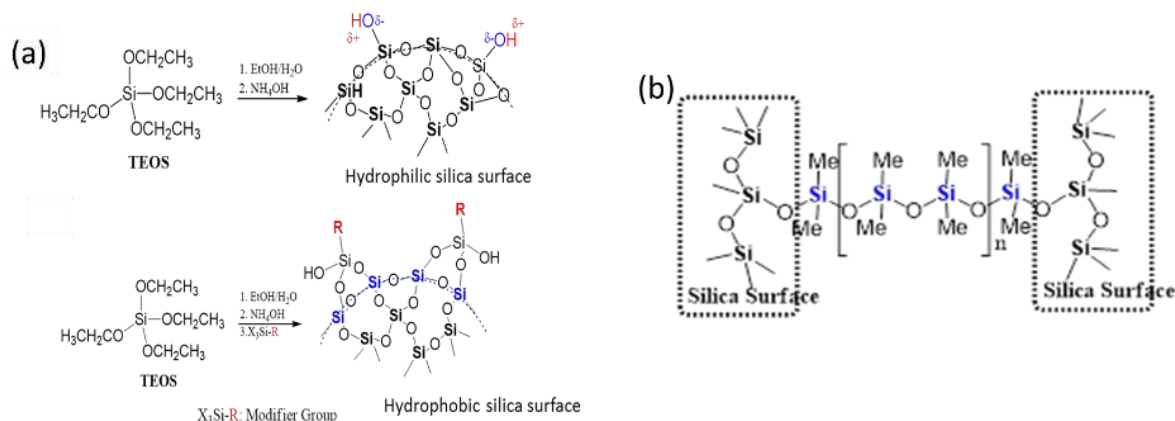 (a)
HOδ-
δ+
δ+
δ-OH
OCH₂CH₃
H₃CH₂CO Si OCH₂CH₃
OCH₂CH₃
TEOS
1. EtOH/H₂O
2. NH₄OH
Si O Si O Si
O O O O
SiH O Si Si O O
O Si O Si O Si O
Si
Hydrophilic silica surface
R R
OCH₂CH₃
H₃CH₂CO Si OCH₂CH₃
OCH₂CH₃
TEOS
1. EtOH/H₂O
2. NH₄OH
3.X₃Si-R
HO Si O O Si OH
O Si O Si O O
Si O O O Si
O Si O Si O Si
Si Si
X₃Si-R: Modifier Group
Hydrophobic silica surface
(b)
Si Me Me Me Me Si
O O
Si O Si O Si O Si O Si O Si
O Me Me Me Me O
Si n Si
Silica Surface
Silica Surface